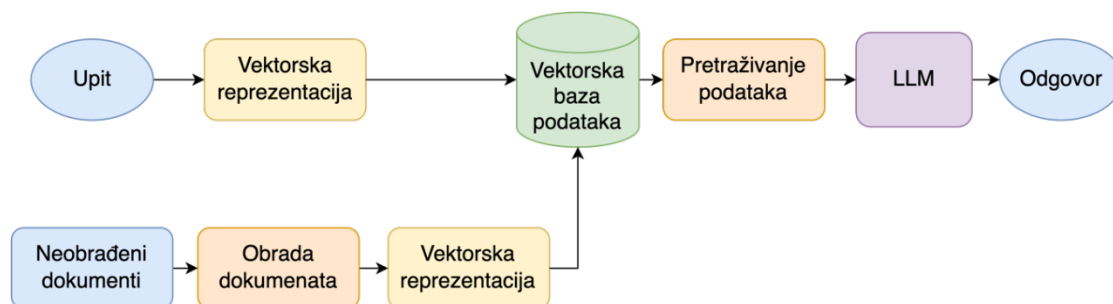 Upit
Vektorska
reprezentacija
Vektorska
baza
podataka
Pretraživanje
podataka
LLM
Odgovor
Neobrađeni
dokumenti
Obrada
dokumenata
Vektorska
reprezentacija